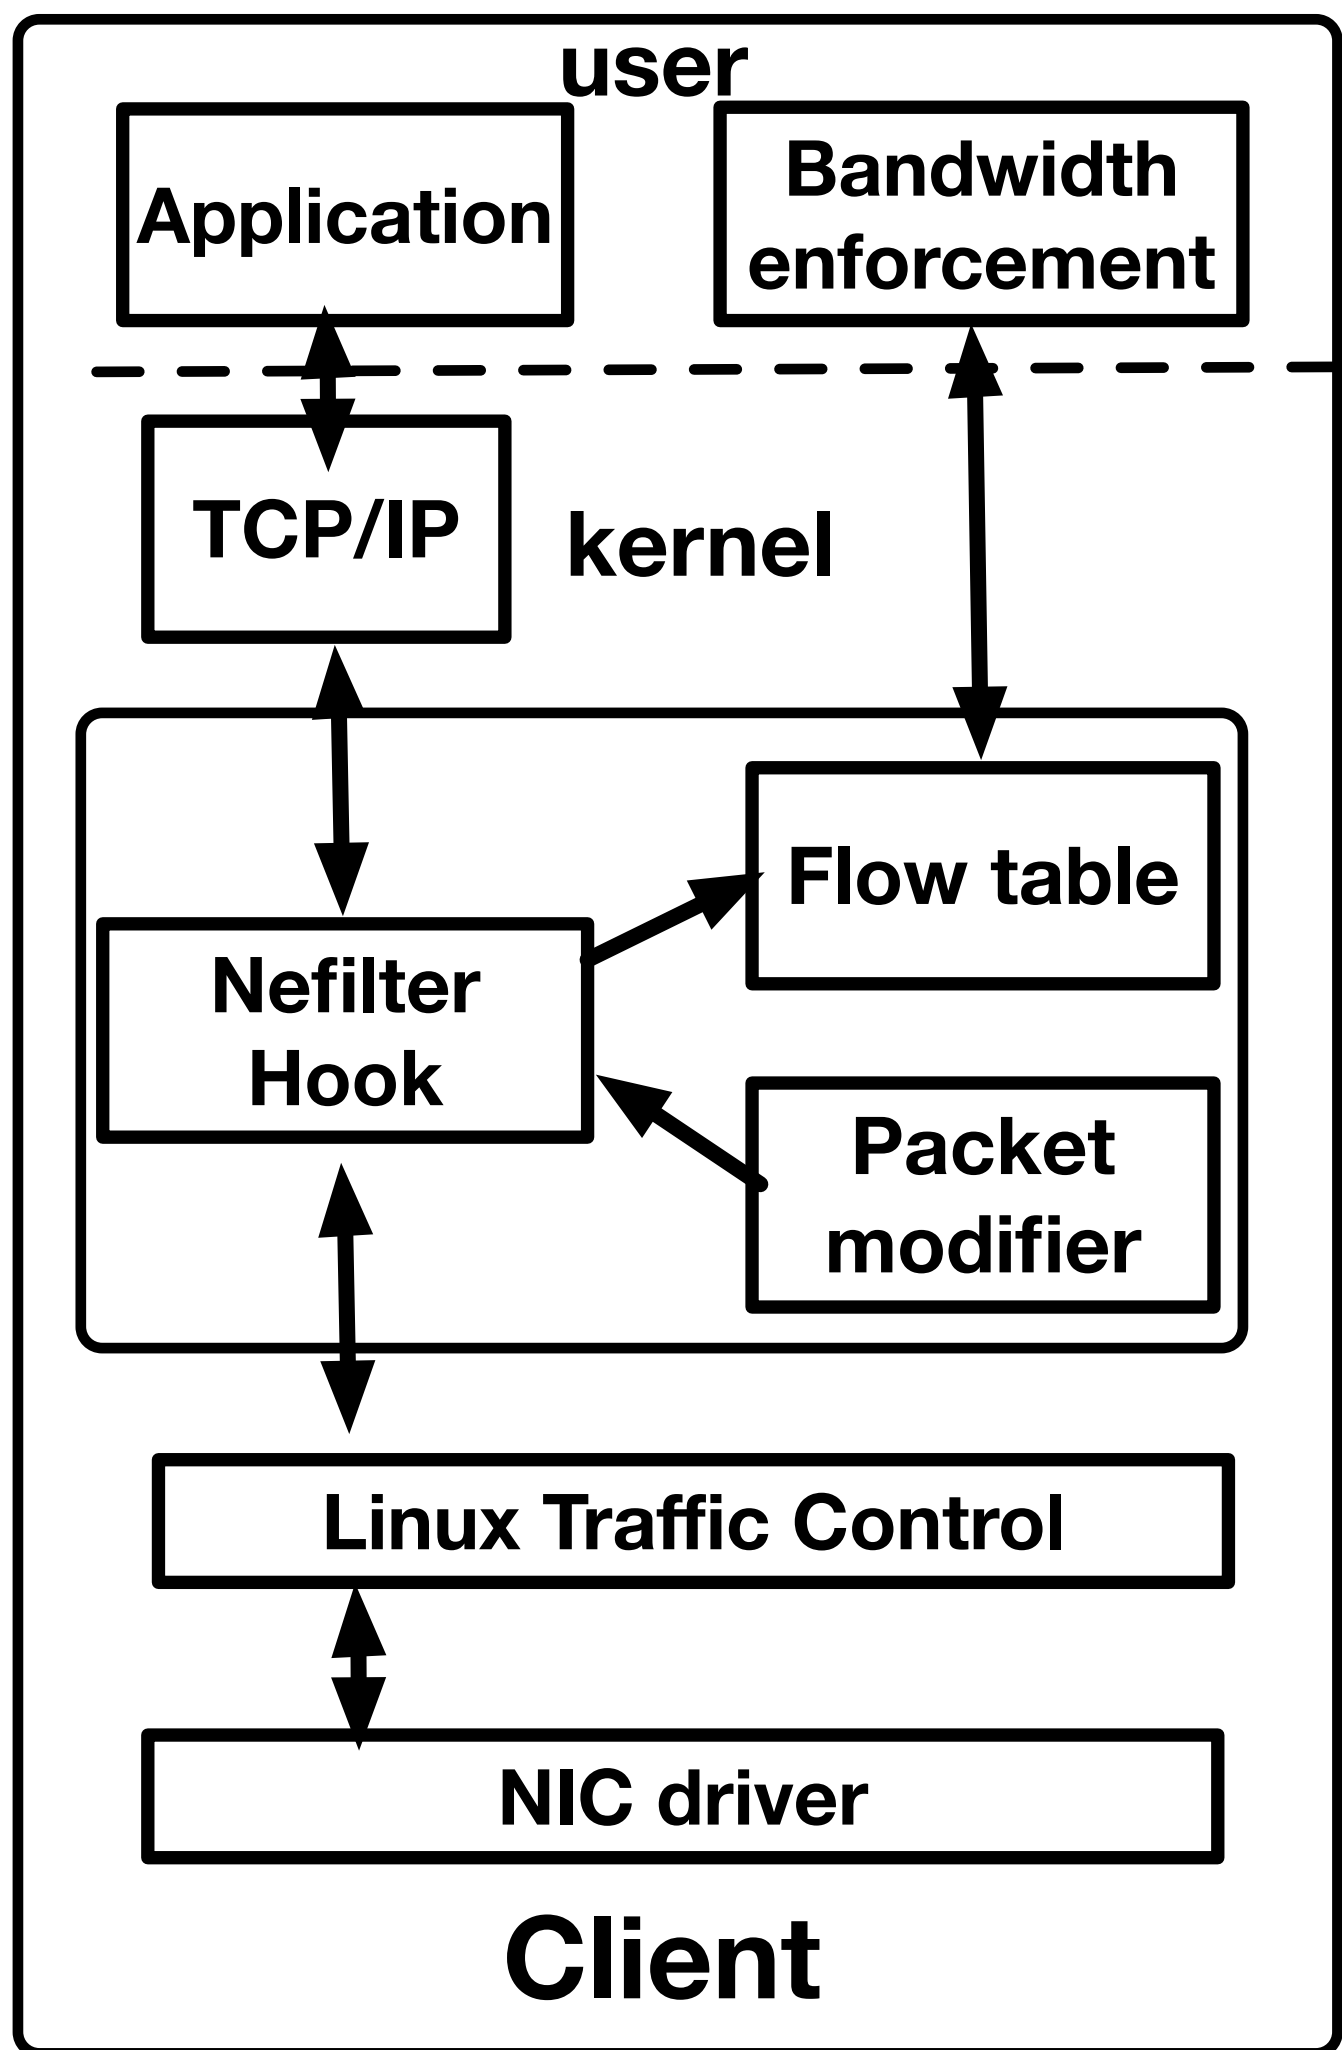 user
Application
Bandwidth
enforcement
TCP/IP
kernel
Flow table
Nefilter
Hook
Packet
modifier
Linux Traffic Control
NIC driver
Client